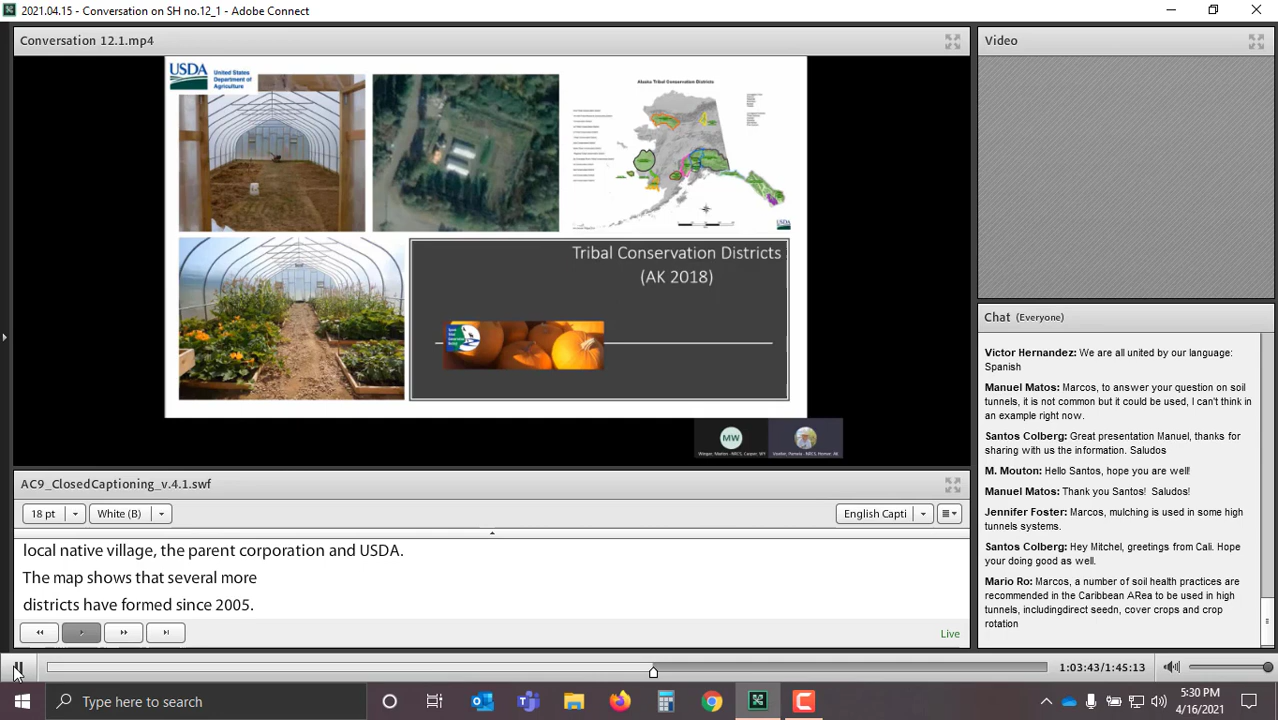 2021.04.15 - Conversation on SH no.12_1 - Adobe Connect
Conversation 12.1.mp4
USDA
United States
Department of
Agriculture
Alaska Tribal Conservation Districts
USDA
Tribal Conservation Districts
(AK 2018)
MW
AC9_ClosedCaptioning_v.4.1.swf
18 pt
White (B)
English Capti
local native village, the parent corporation and USDA.
The map shows that several more
districts have formed since 2005.
Live
Video
Chat (Everyone)
Victor Hernandez: We are all united by our language:
Spanish
Manuel Matos: Marcos, to answer your question on soil
tunnels, it is not common but it could be used, I can't think in
an example right now.
Santos Colberg: Great presentation Manuel, thanks for
sharing with us the information. Saludos
M. Mouton: Hello Santos, hope you are well!
Manuel Matos: Thank you Santos! Saludos!
Jennifer Foster: Marcos, mulching is used in some high
tunnels systems.
Santos Colberg: Hey Mitchel, greetings from Cali. Hope
your doing good as well.
Mario Ro: Marcos, a number of soil health practices are
recommended in the Caribbean ARea to be used in high
tunnels, includingdirect seedn, cover crops and crop
rotation
1:03:43/1:45:13
Type here to search
5:30 PM
4/16/2021